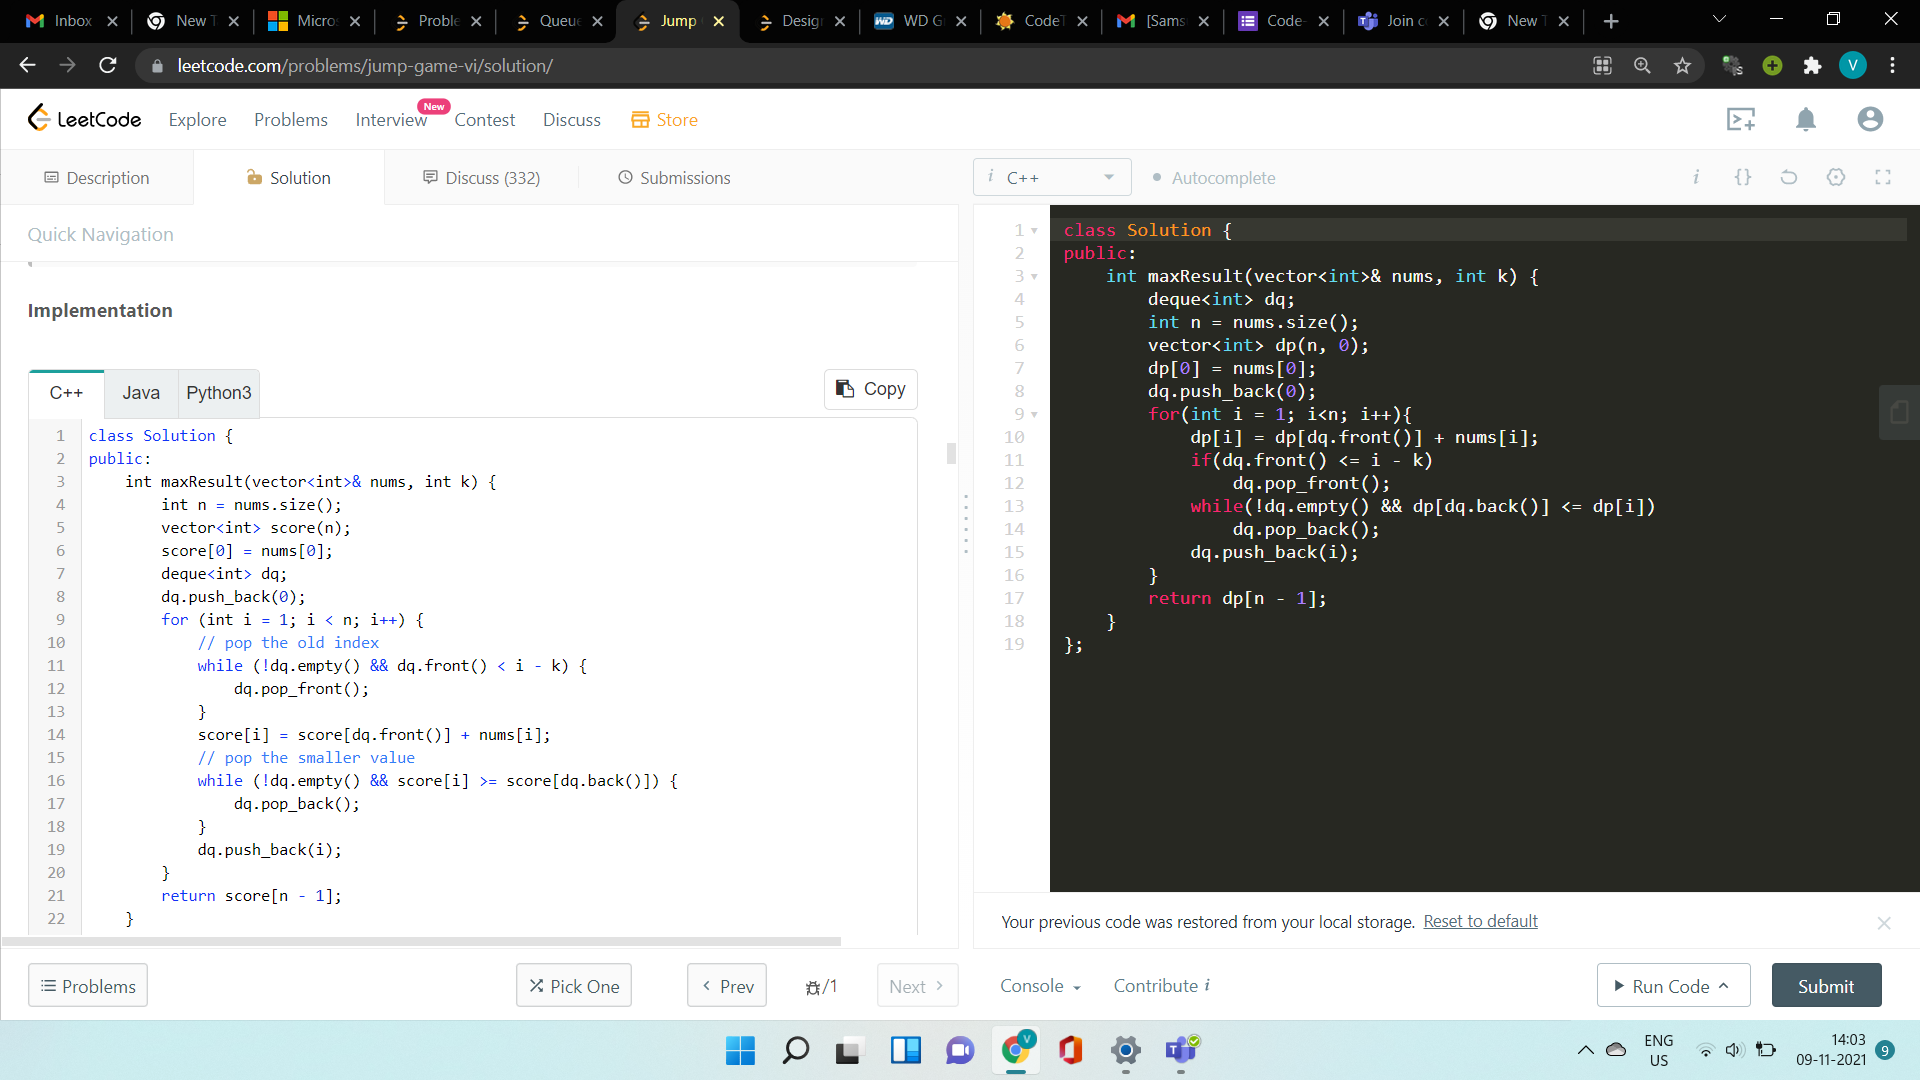 Inbox
New T
Micros
Proble
Queue
Jump
Design
WD G
CodeT
[Sams
Code-
Join c
New T
leetcode.com/problems/jump-game-vi/solution/
V
LeetCode
Explore
Problems
Interview
New
Contest
Discuss
Store
Description
Solution
Discuss (332)
Submissions
i C++
Autocomplete
Quick Navigation
Implementation
C++
Java
Python3
Copy
1 class Solution {
2 public:
3     int maxResult(vector<int>& nums, int k) {
4         int n = nums.size();
5         vector<int> score(n);
6         score[0] = nums[0];
7         deque<int> dq;
8         dq.push_back(0);
9         for (int i = 1; i < n; i++) {
10             // pop the old index
11             while (!dq.empty() && dq.front() < i - k) {
12                 dq.pop_front();
13             }
14             score[i] = score[dq.front()] + nums[i];
15             // pop the smaller value
16             while (!dq.empty() && score[i] >= score[dq.back()]) {
17                 dq.pop_back();
18             }
19             dq.push_back(i);
20         }
21         return score[n - 1];
22     }
1 class Solution {
2 public:
3     int maxResult(vector<int>& nums, int k) {
4         deque<int> dq;
5         int n = nums.size();
6         vector<int> dp(n, 0);
7         dp[0] = nums[0];
8         dq.push_back(0);
9         for(int i = 1; i<n; i++){
10             dp[i] = dp[dq.front()] + nums[i];
11             if(dq.front() <= i - k)
12                 dq.pop_front();
13             while(!dq.empty() && dp[dq.back()] <= dp[i])
14                 dq.pop_back();
15             dq.push_back(i);
16         }
17         return dp[n - 1];
18     }
19 };
Your previous code was restored from your local storage. Reset to default
Problems
Pick One
Prev
/1
Next
Console
Contribute i
Run Code
Submit
ENG
US
14:03
09-11-2021
9